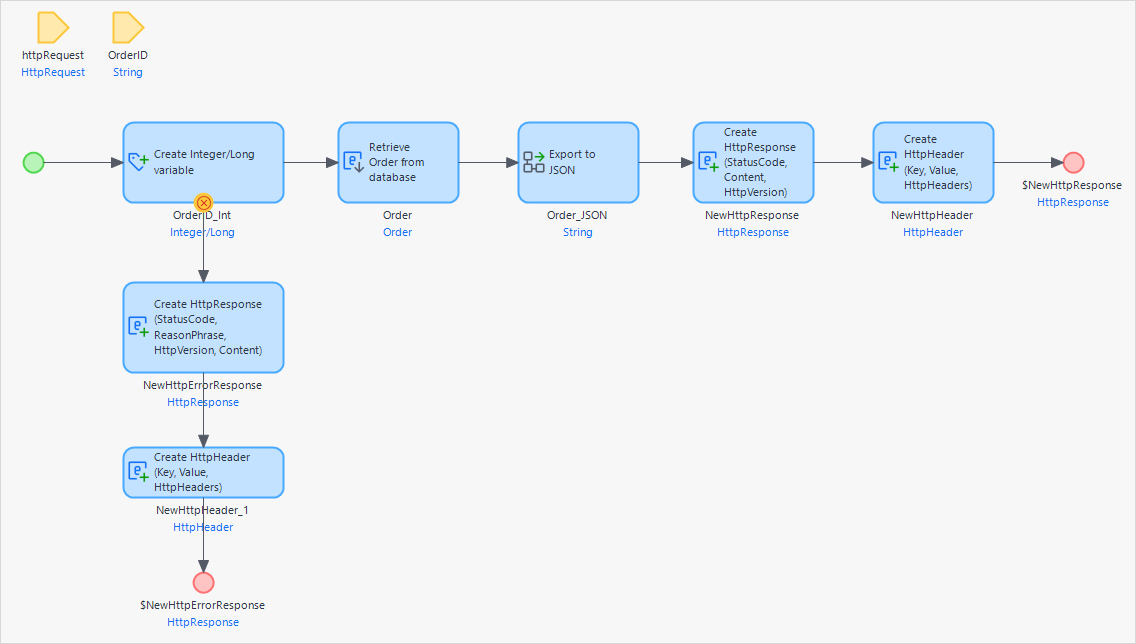 httpRequest
HttpRequest
OrderID
String
Create Integer/Long
variable
OrderID_Int
Integer/Long
Retrieve
Order from
database
Order
Order
Export to
JSON
Order_JSON
String
Create
HttpResponse
(StatusCode,
Content,
HttpVersion)
NewHttpResponse
HttpResponse
Create
HttpHeader
(Key, Value,
HttpHeaders)
NewHttpHeader
HttpHeader
$NewHttpResponse
HttpResponse
Create HttpResponse
(StatusCode,
ReasonPhrase,
HttpVersion, Content)
NewHttpErrorResponse
HttpResponse
Create HttpHeader
(Key, Value,
HttpHeaders)
NewHttpHeader_1
HttpHeader
$NewHttpErrorResponse
HttpResponse